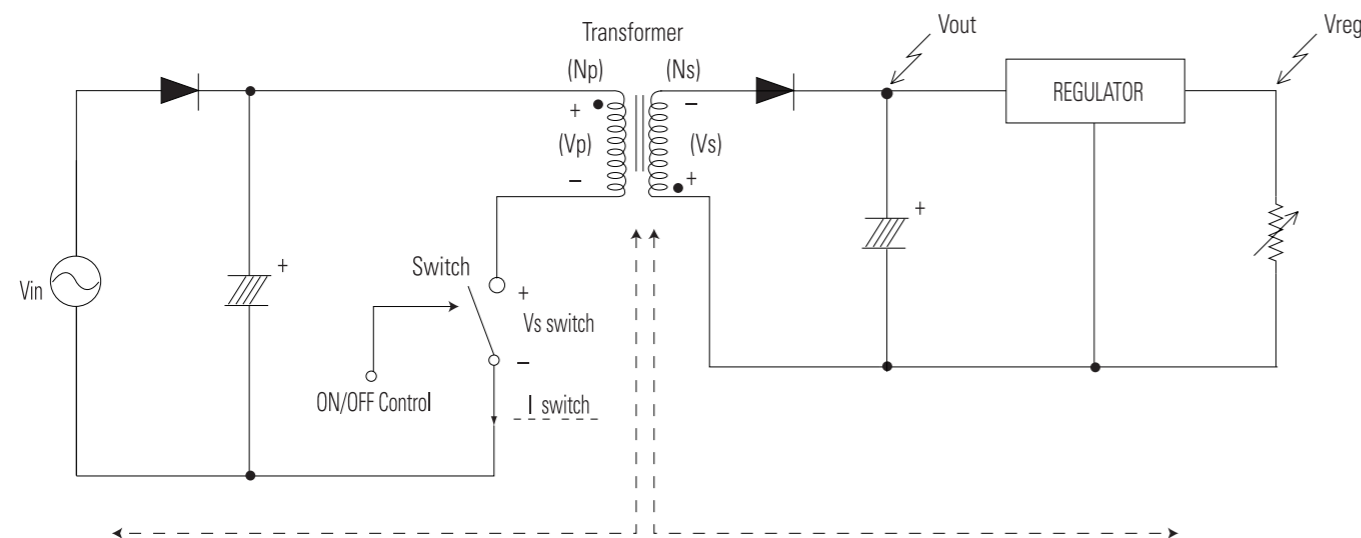 Transformer
(Np)
(Ns)
Vout
Vreg
REGULATOR
+
−
(Vp)
(Vs)
−
+
Vin
+
Switch
+
Vs switch
−
ON/OFF Control
I switch
+